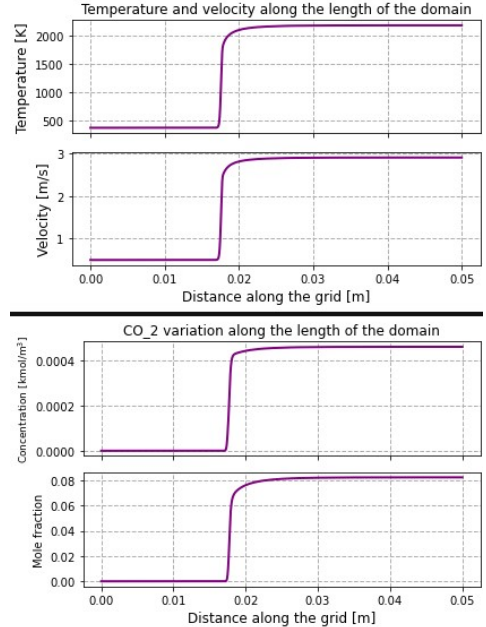 Temperature and velocity along the length of the domain
Temperature [K]
2000
1500
1000
500
Velocity [m/s]
3
2
1
0.00 0.01 0.02 0.03 0.04 0.05
Distance along the grid [m]
CO_2 variation along the length of the domain
Concentration [kmol/m³]
0.0004
0.0002
0.0000
Mole fraction
0.08
0.06
0.04
0.02
0.00
0.00 0.01 0.02 0.03 0.04 0.05
Distance along the grid [m]